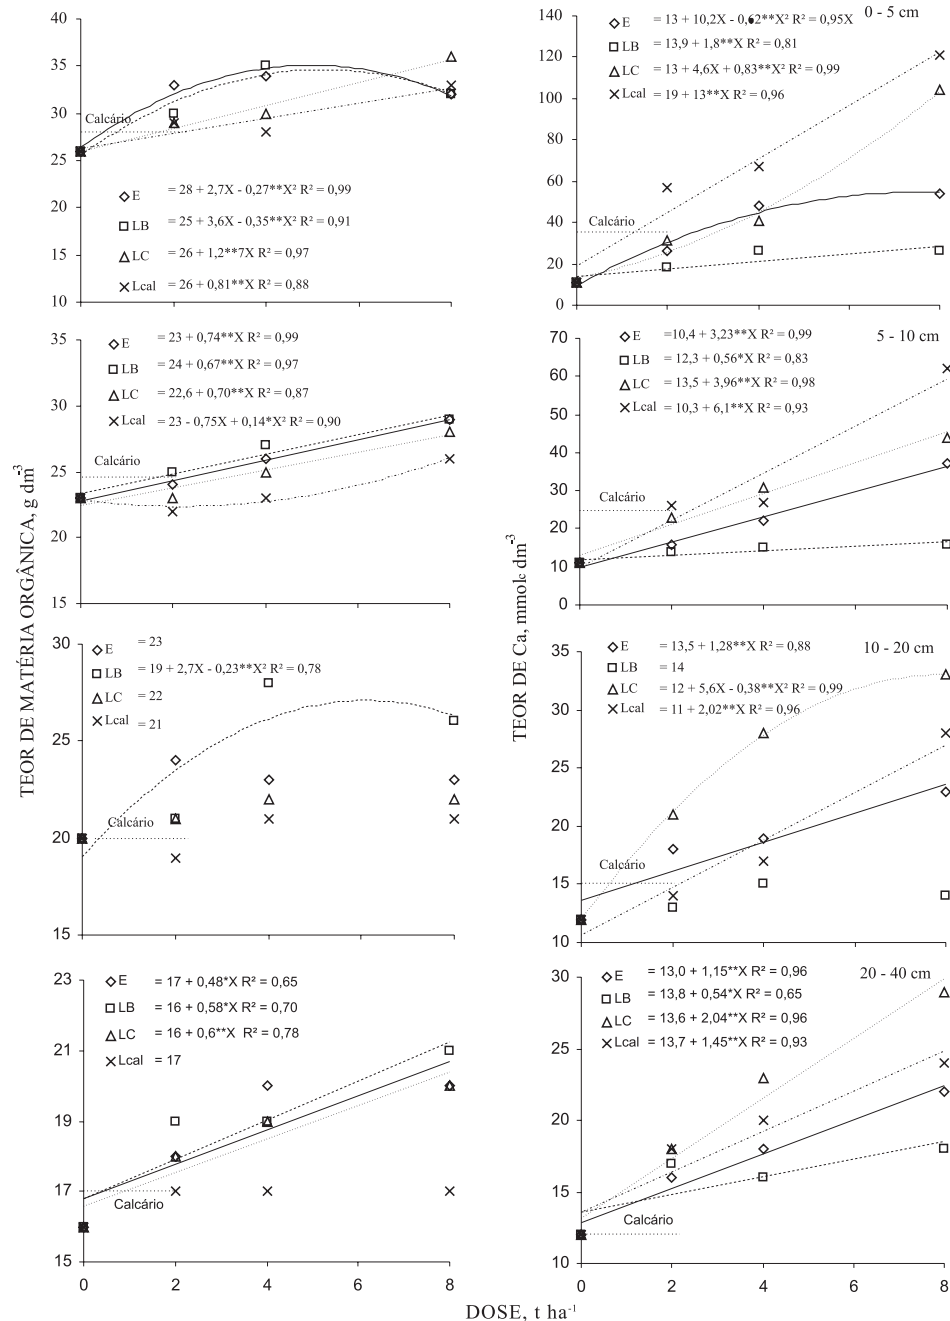 TEOR DE MATÉRIA ORGÂNICA, g dm⁻³
40
35
30
25
20
15
10
Calcário
E = 28 + 2,7X - 0,27**X² R² = 0,99
LB = 25 + 3,6X - 0,35**X² R² = 0,91
LC = 26 + 1,2**7X R² = 0,97
Lcal = 26 + 0,81**X R² = 0,88
35
30
25
20
15
E = 23 + 0,74**X R² = 0,99
LB = 24 + 0,67**X R² = 0,97
LC = 22,6 + 0,70**X R² = 0,87
Lcal = 23 - 0,75X + 0,14*X² R² = 0,90
Calcário
30
25
20
15
E = 23
LB = 19 + 2,7X - 0,23**X² R² = 0,78
LC = 22
Lcal = 21
Calcário
23
21
19
17
15
E = 17 + 0,48*X R² = 0,65
LB = 16 + 0,58*X R² = 0,70
LC = 16 + 0,6**X R² = 0,78
Lcal = 17
Calcário
0 2 4 6 8
TEOR DE Ca, mmolc dm⁻³
0 - 5 cm
140
120
100
80
60
40
20
0
E = 13 + 10,2X - 0,62**X² R² = 0,95X
LB = 13,9 + 1,8**X R² = 0,81
LC = 13 + 4,6X + 0,83**X² R² = 0,99
Lcal = 19 + 13**X R² = 0,96
Calcário
5 - 10 cm
70
60
50
40
30
20
10
0
E =10,4 + 3,23**X R² = 0,99
LB = 12,3 + 0,56*X R² = 0,83
LC = 13,5 + 3,96**X R² = 0,98
Lcal = 10,3 + 6,1**X R² = 0,93
Calcário
10 - 20 cm
35
30
25
20
15
10
E = 13,5 + 1,28**X R² = 0,88
LB = 14
LC = 12 + 5,6X - 0,38**X² R² = 0,99
Lcal = 11 + 2,02**X R² = 0,96
Calcário
20 - 40 cm
30
25
20
15
10
E = 13,0 + 1,15**X R² = 0,96
LB = 13,8 + 0,54*X R² = 0,65
LC = 13,6 + 2,04**X R² = 0,96
Lcal = 13,7 + 1,45**X R² = 0,93
Calcário
0 2 4 6 8
DOSE, t ha⁻¹